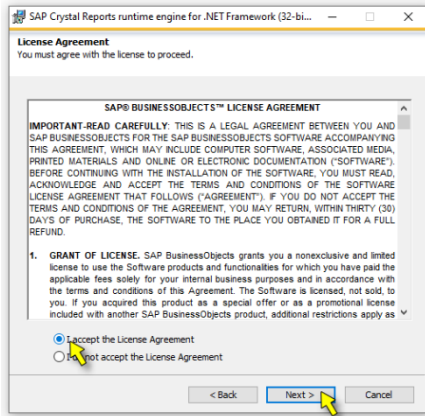 SAP Crystal Reports runtime engine for .NET Framework (32-bi...
License Agreement
You must agree with the license to proceed.
SAP® BUSINESSOBJECTS™ LICENSE AGREEMENT
IMPORTANT-READ CAREFULLY: THIS IS A LEGAL AGREEMENT BETWEEN YOU AND
SAP BUSINESSOBJECTS FOR THE SAP BUSINESSOBJECTS SOFTWARE ACCOMPANYING
THIS AGREEMENT, WHICH MAY INCLUDE COMPUTER SOFTWARE, ASSOCIATED MEDIA,
PRINTED MATERIALS AND ONLINE OR ELECTRONIC DOCUMENTATION ("SOFTWARE").
BEFORE CONTINUING WITH THE INSTALLATION OF THE SOFTWARE, YOU MUST READ,
ACKNOWLEDGE AND ACCEPT THE TERMS AND CONDITIONS OF THE SOFTWARE
LICENSE AGREEMENT THAT FOLLOWS ("AGREEMENT"). IF YOU DO NOT ACCEPT THE
TERMS AND CONDITIONS OF THE AGREEMENT, YOU MAY RETURN, WITHIN THIRTY (30)
DAYS OF PURCHASE, THE SOFTWARE TO THE PLACE YOU OBTAINED IT FOR A FULL
REFUND.
1. GRANT OF LICENSE. SAP BusinessObjects grants you a nonexclusive and limited
license to use the Software products and functionalities for which you have paid the
applicable fees solely for your internal business purposes and in accordance with
the terms and conditions of this Agreement. The Software is licensed, not sold, to
you. If you acquired this product as a special offer or as a promotional license
included with another SAP BusinessObjects product, additional restrictions apply as
I accept the License Agreement
I do not accept the License Agreement
< Back Next > Cancel